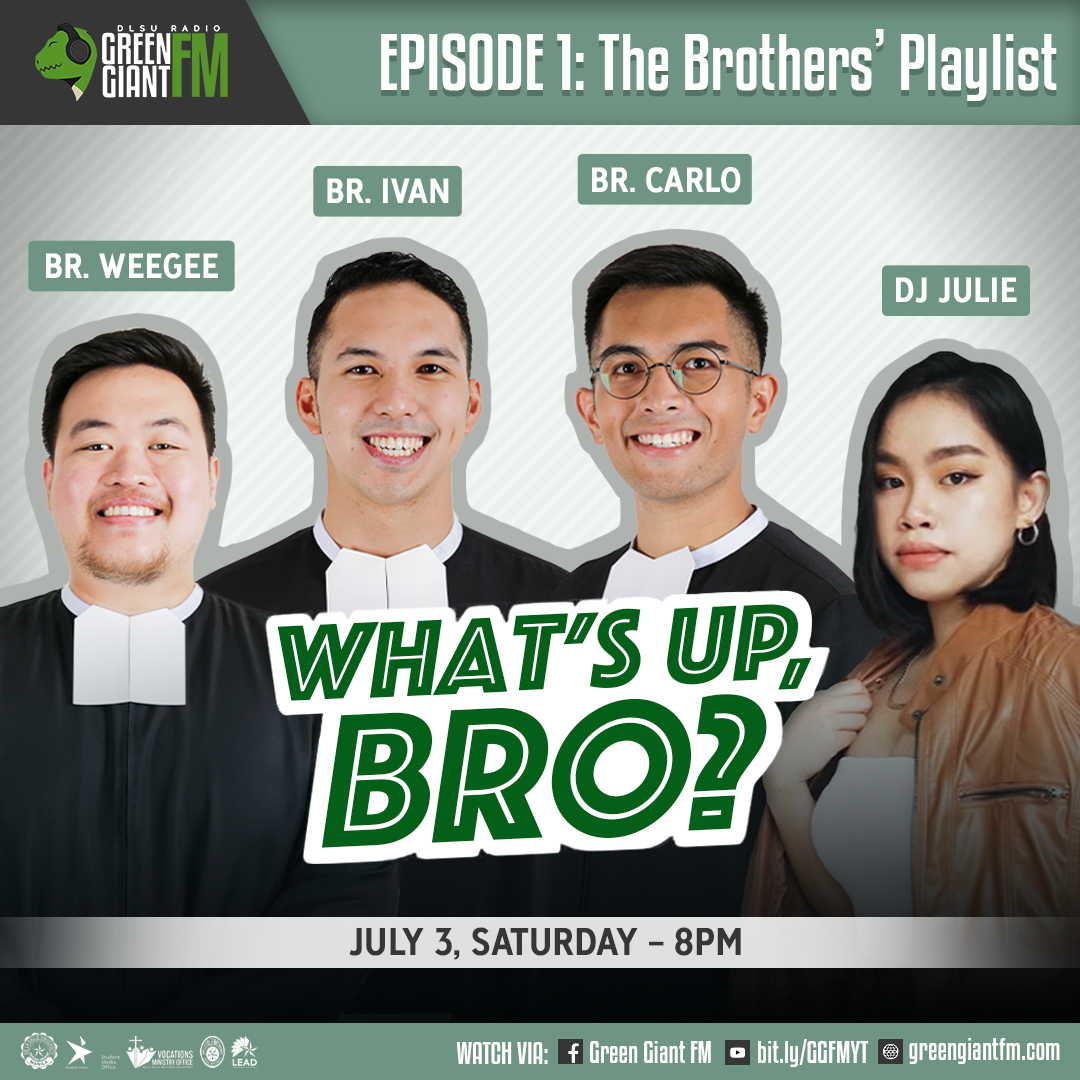 DLSU RADIO
GREEN
GIANT FM
EPISODE 1: The Brothers' Playlist
BR. WEEGEE
BR. IVAN
BR. CARLO
DJ JULIE
WHAT'S UP,
BRO?
JULY 3, SATURDAY – 8PM
Student
Media
Office
VOCATIONS
MINISTRY OFFICE
LEAD
WATCH VIA: Green Giant FM bit.ly/GGFMYT greengiantfm.com